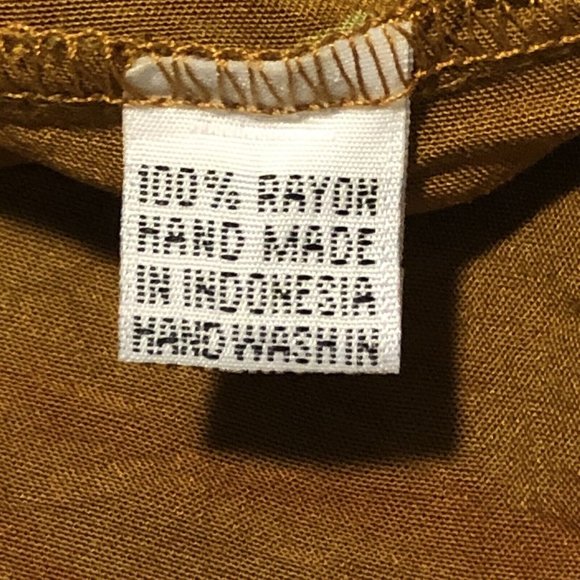 100% RAYON
HAND MADE
IN INDONESIA
HAND WASH IN